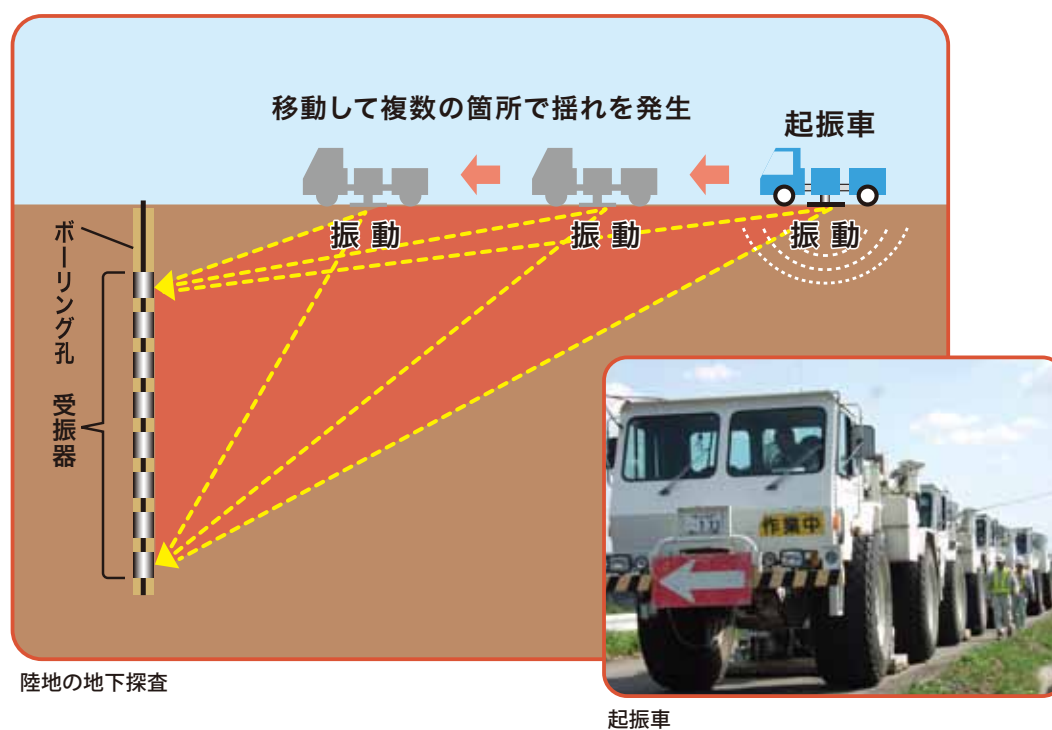 移動して複数の箇所で揺れを発生
起振車
振動
振動
振動
ボーリング孔
受振器
作業中
陸地の地下探査
起振車